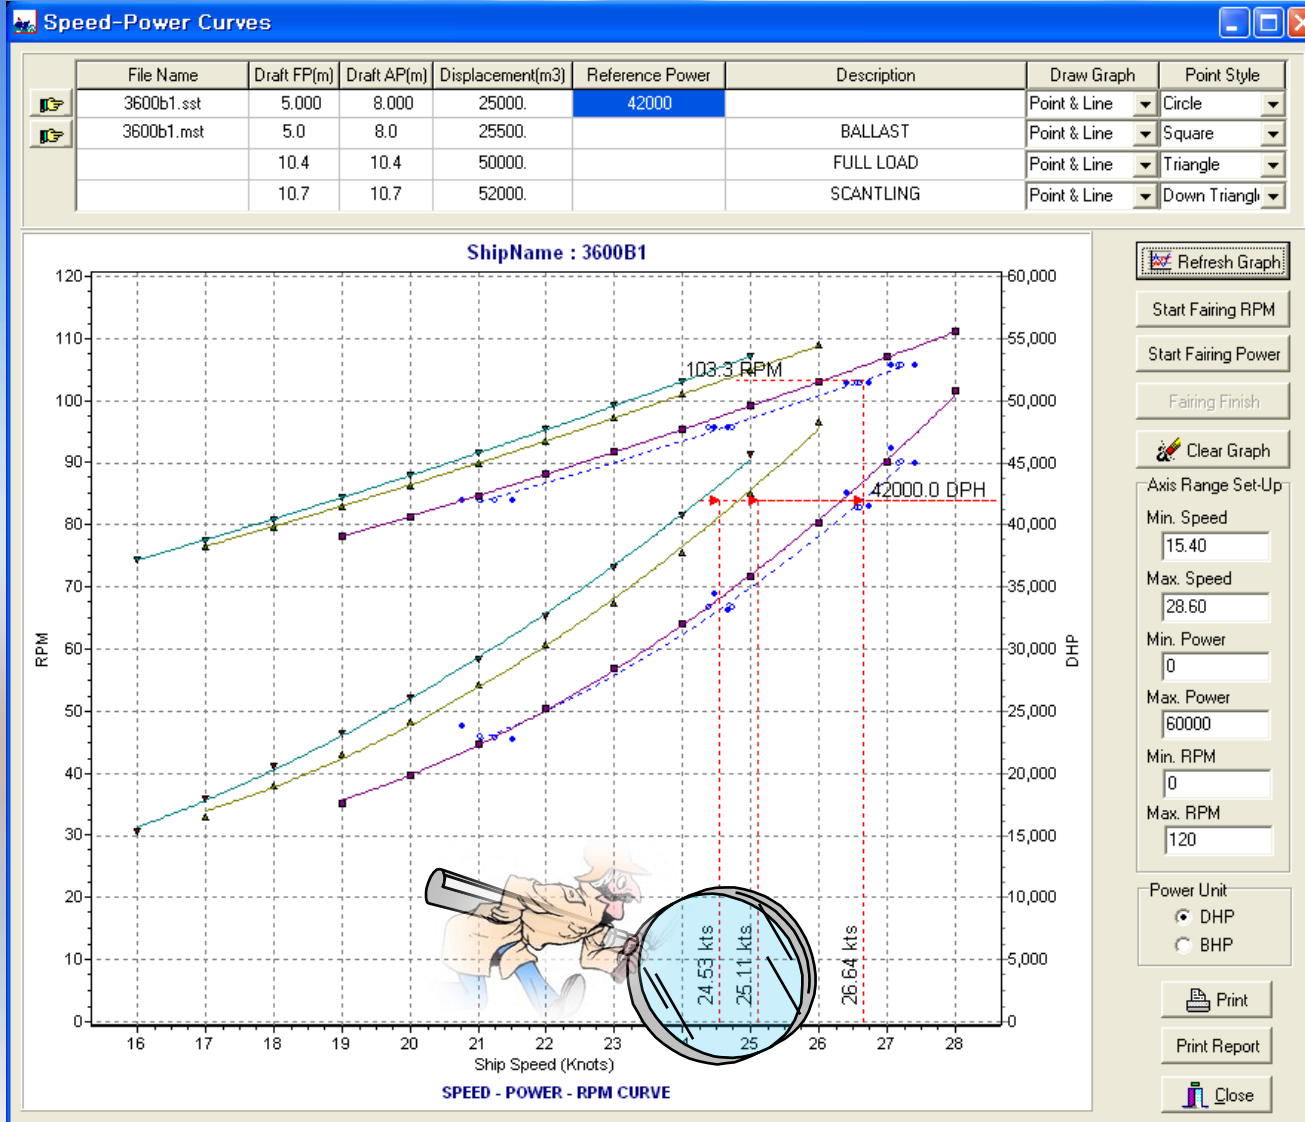 Speed-Power Curves
File Name Draft FP(m) Draft AP(m) Displacement(m3) Reference Power Description Draw Graph Point Style
3600b1.sst 5.000 8.000 25000. 42000 Point & Line Circle
3600b1.mst 5.0 8.0 25500. BALLAST Point & Line Square
10.4 10.4 50000. FULL LOAD Point & Line Triangle
10.7 10.7 52000. SCANTLING Point & Line Down Triangl
ShipName : 3600B1
120 60,000
110 55,000
100 50,000
90 45,000
80 40,000
70 35,000
60 30,000
50 25,000
40 20,000
30 15,000
20 10,000
10 5,000
0 0
RPM
DHP
103.3 RPM
42000.0 DPH
24.53 kts
25.11 kts
26.64 kts
16 17 18 19 20 21 22 23 4 25 26 27 28
Ship Speed (Knots)
SPEED - POWER - RPM CURVE
Refresh Graph
Start Fairing RPM
Start Fairing Power
Fairing Finish
Clear Graph
Axis Range Set-Up
Min. Speed
15.40
Max. Speed
28.60
Min. Power
0
Max. Power
60000
Min. RPM
0
Max. RPM
120
Power Unit
DHP
BHP
Print
Print Report
Close